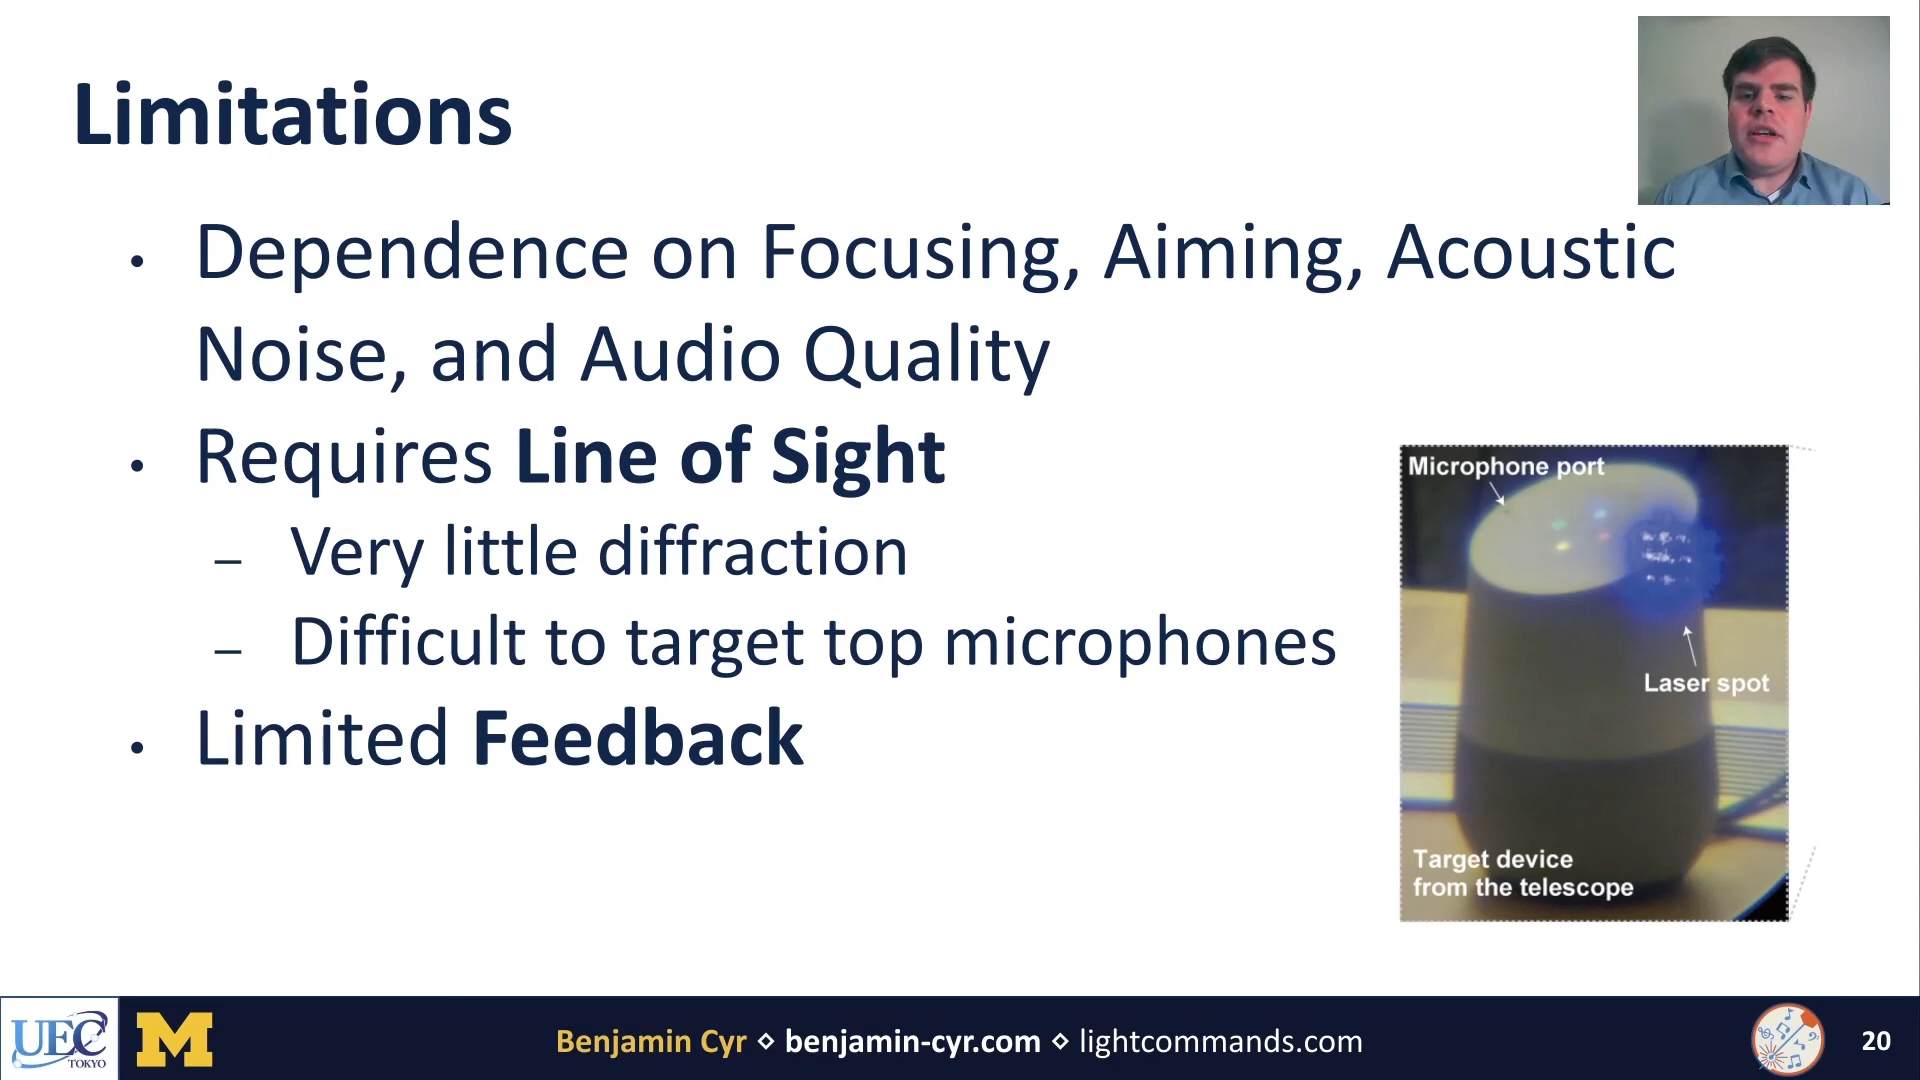 Limitations
• Dependence on Focusing, Aiming, Acoustic
Noise, and Audio Quality
• Requires Line of Sight
– Very little diffraction
– Difficult to target top microphones
• Limited Feedback
Microphone port
Laser spot
Target device
from the telescope
UEC
TOKYO
M
Benjamin Cyr ⋄ benjamin-cyr.com ⋄ lightcommands.com
20